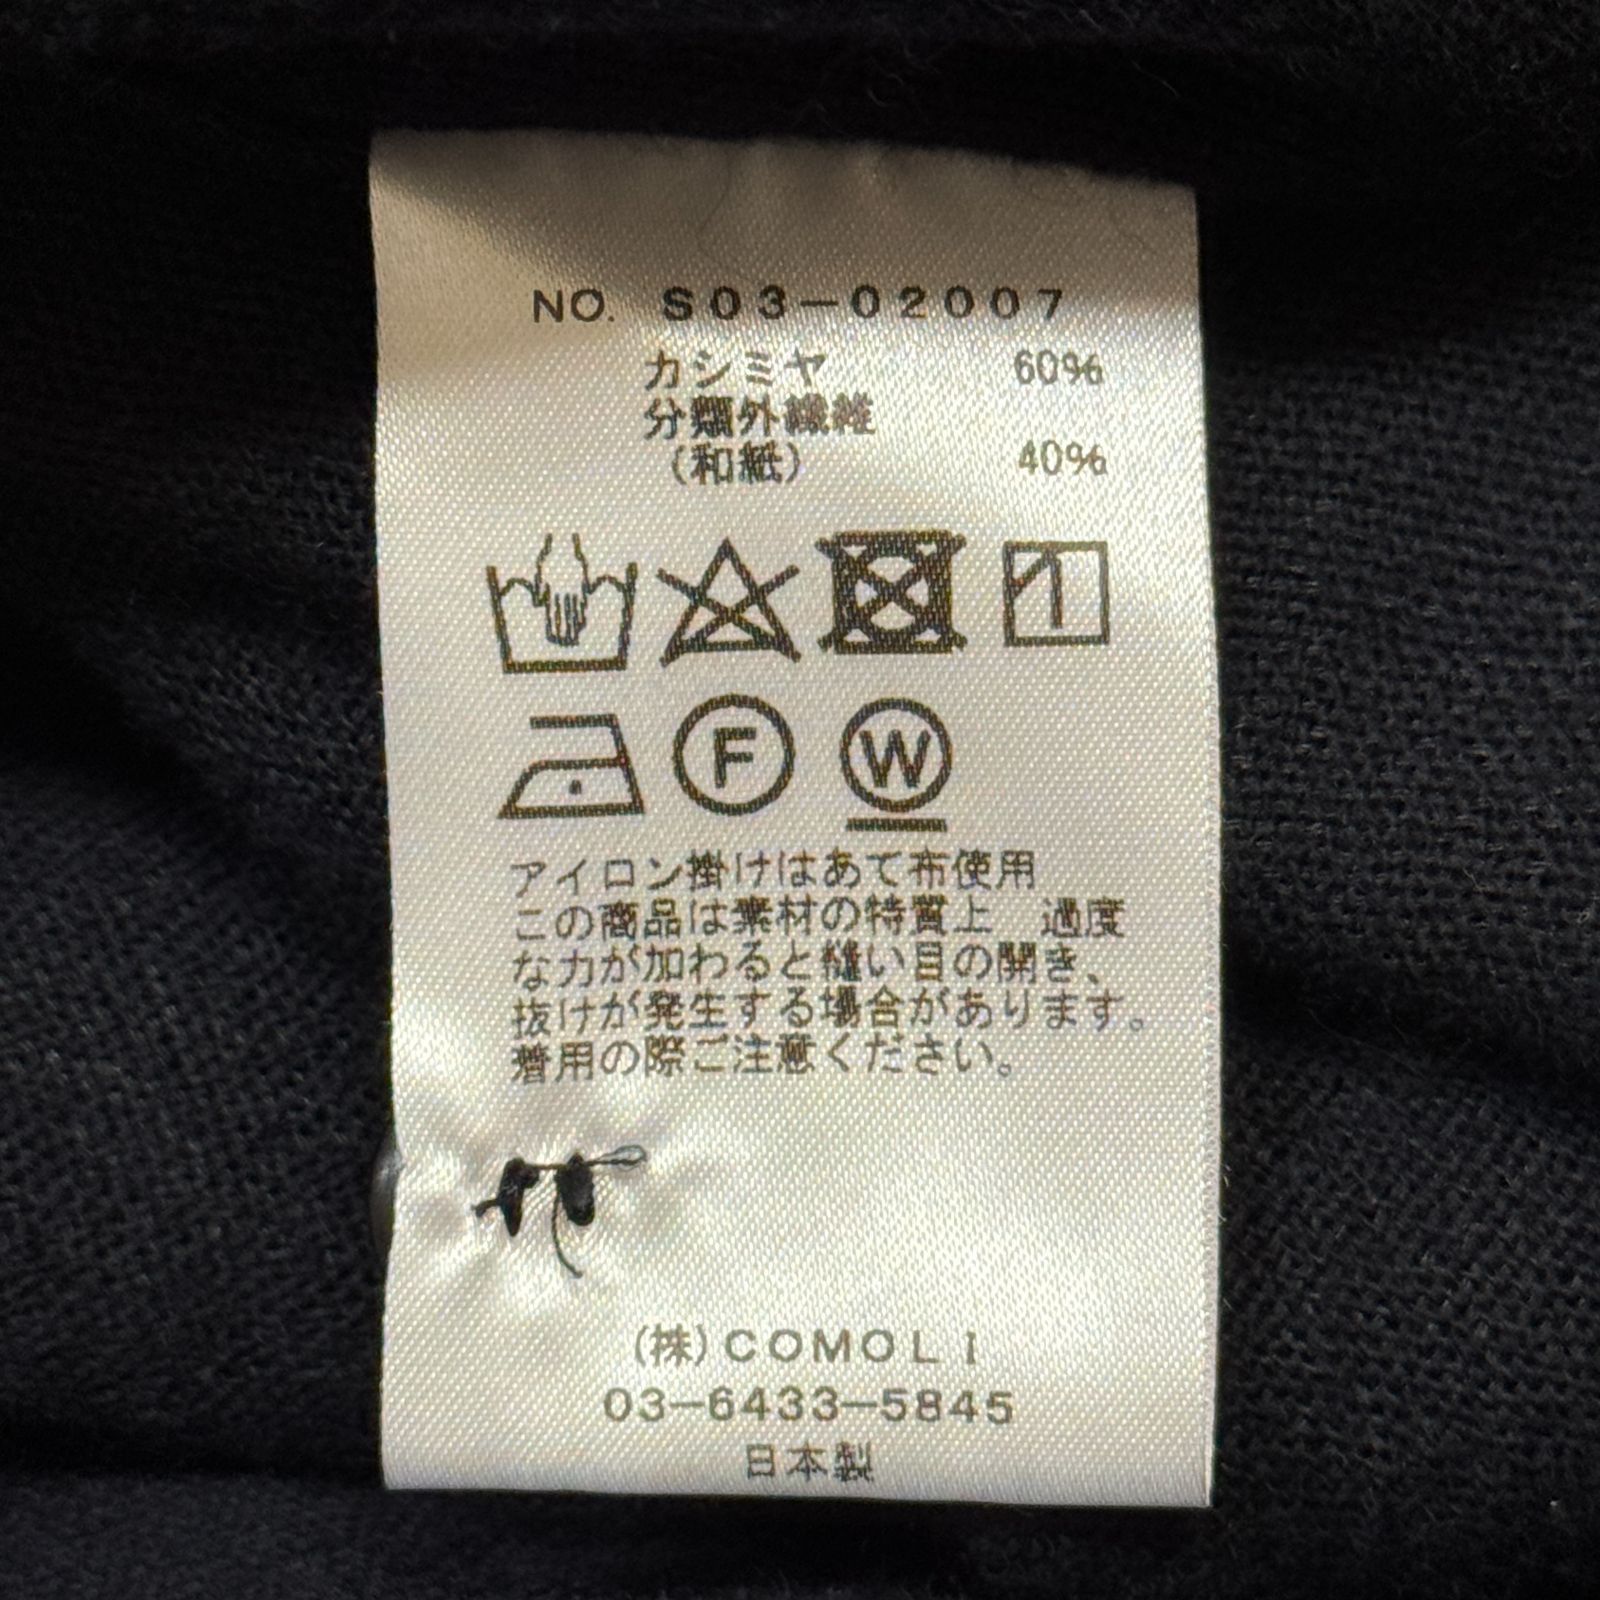 NO. S03-02007
カシミヤ 60%
分類外繊維
(和紙) 40%
F W
アイロン掛けはあて布使用
この商品は素材の特質上 過度
な力が加わると縫い目の開き、
抜けが発生する場合があります。
着用の際ご注意ください。
(株)COMOLI
03-6433-5845
日本製